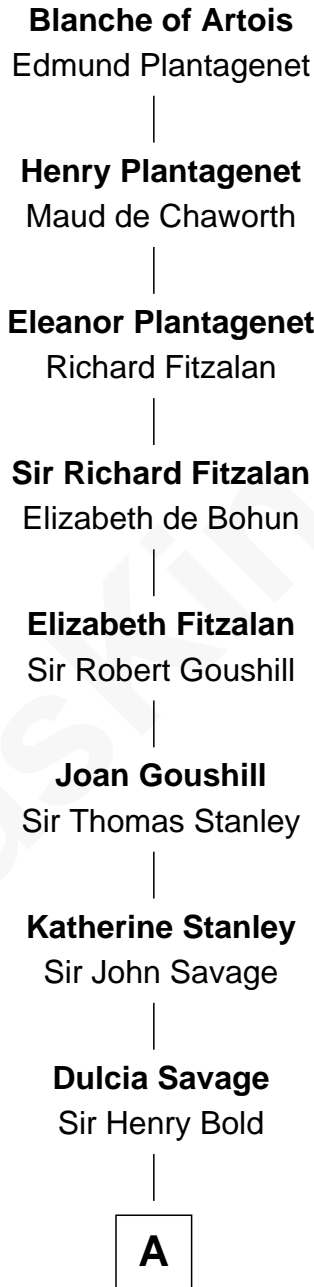 Blanche of Artois
Edmund Plantagenet
Henry Plantagenet
Maud de Chaworth
Eleanor Plantagenet
Richard Fitzalan
Sir Richard Fitzalan
Elizabeth de Bohun
Elizabeth Fitzalan
Sir Robert Goushill
Joan Goushill
Sir Thomas Stanley
Katherine Stanley
Sir John Savage
Dulcia Savage
Sir Henry Bold
A